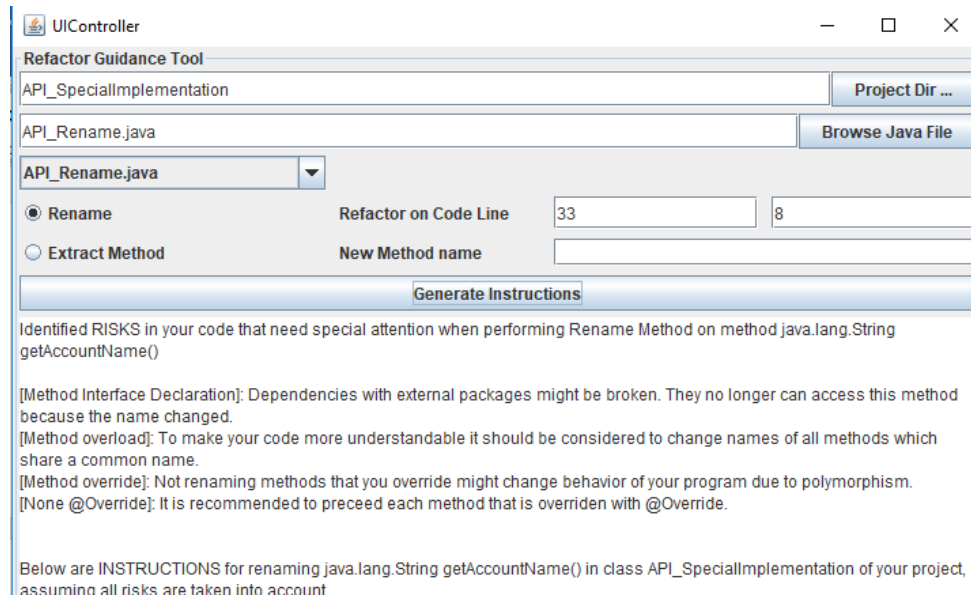 UIController
Refactor Guidance Tool
API_SpecialImplementation Project Dir ...
API_Rename.java Browse Java File
API_Rename.java
Rename Refactor on Code Line 33 8
Extract Method New Method name
Generate Instructions
Identified RISKS in your code that need special attention when performing Rename Method on method java.lang.String
getAccountName()
[Method Interface Declaration]: Dependencies with external packages might be broken. They no longer can access this method
because the name changed.
[Method overload]: To make your code more understandable it should be considered to change names of all methods which
share a common name.
[Method override]: Not renaming methods that you override might change behavior of your program due to polymorphism.
[None @Override]: It is recommended to preceed each method that is overriden with @Override.
Below are INSTRUCTIONS for renaming java.lang.String getAccountName() in class API_SpecialImplementation of your project,
assuming all risks are taken into account